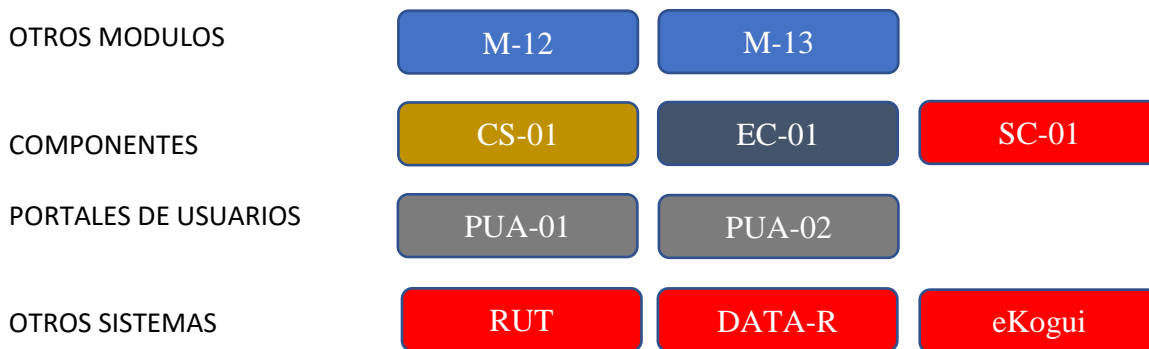 OTROS MODULOS M-12 M-13
COMPONENTES CS-01 EC-01 SC-01
PORTALES DE USUARIOS PUA-01 PUA-02
OTROS SISTEMAS RUT DATA-R eKogui